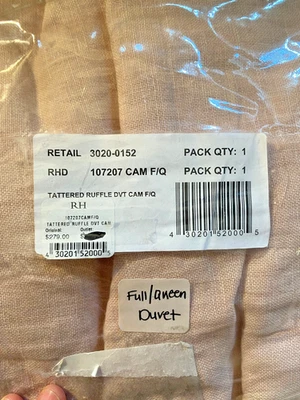 RETAIL 3020-0152 PACK QTY: 1
RHD 107207 CAM F/Q PACK QTY: 1
TATTERED RUFFLE DVT CAM F/Q
RH
107207CAMF/Q
TATTERED RUFFLE DVT CAM
Original Outlet
$279.00 $
4 30201 52000 5
4 30201 52000 5
Full/Queen
Duvet